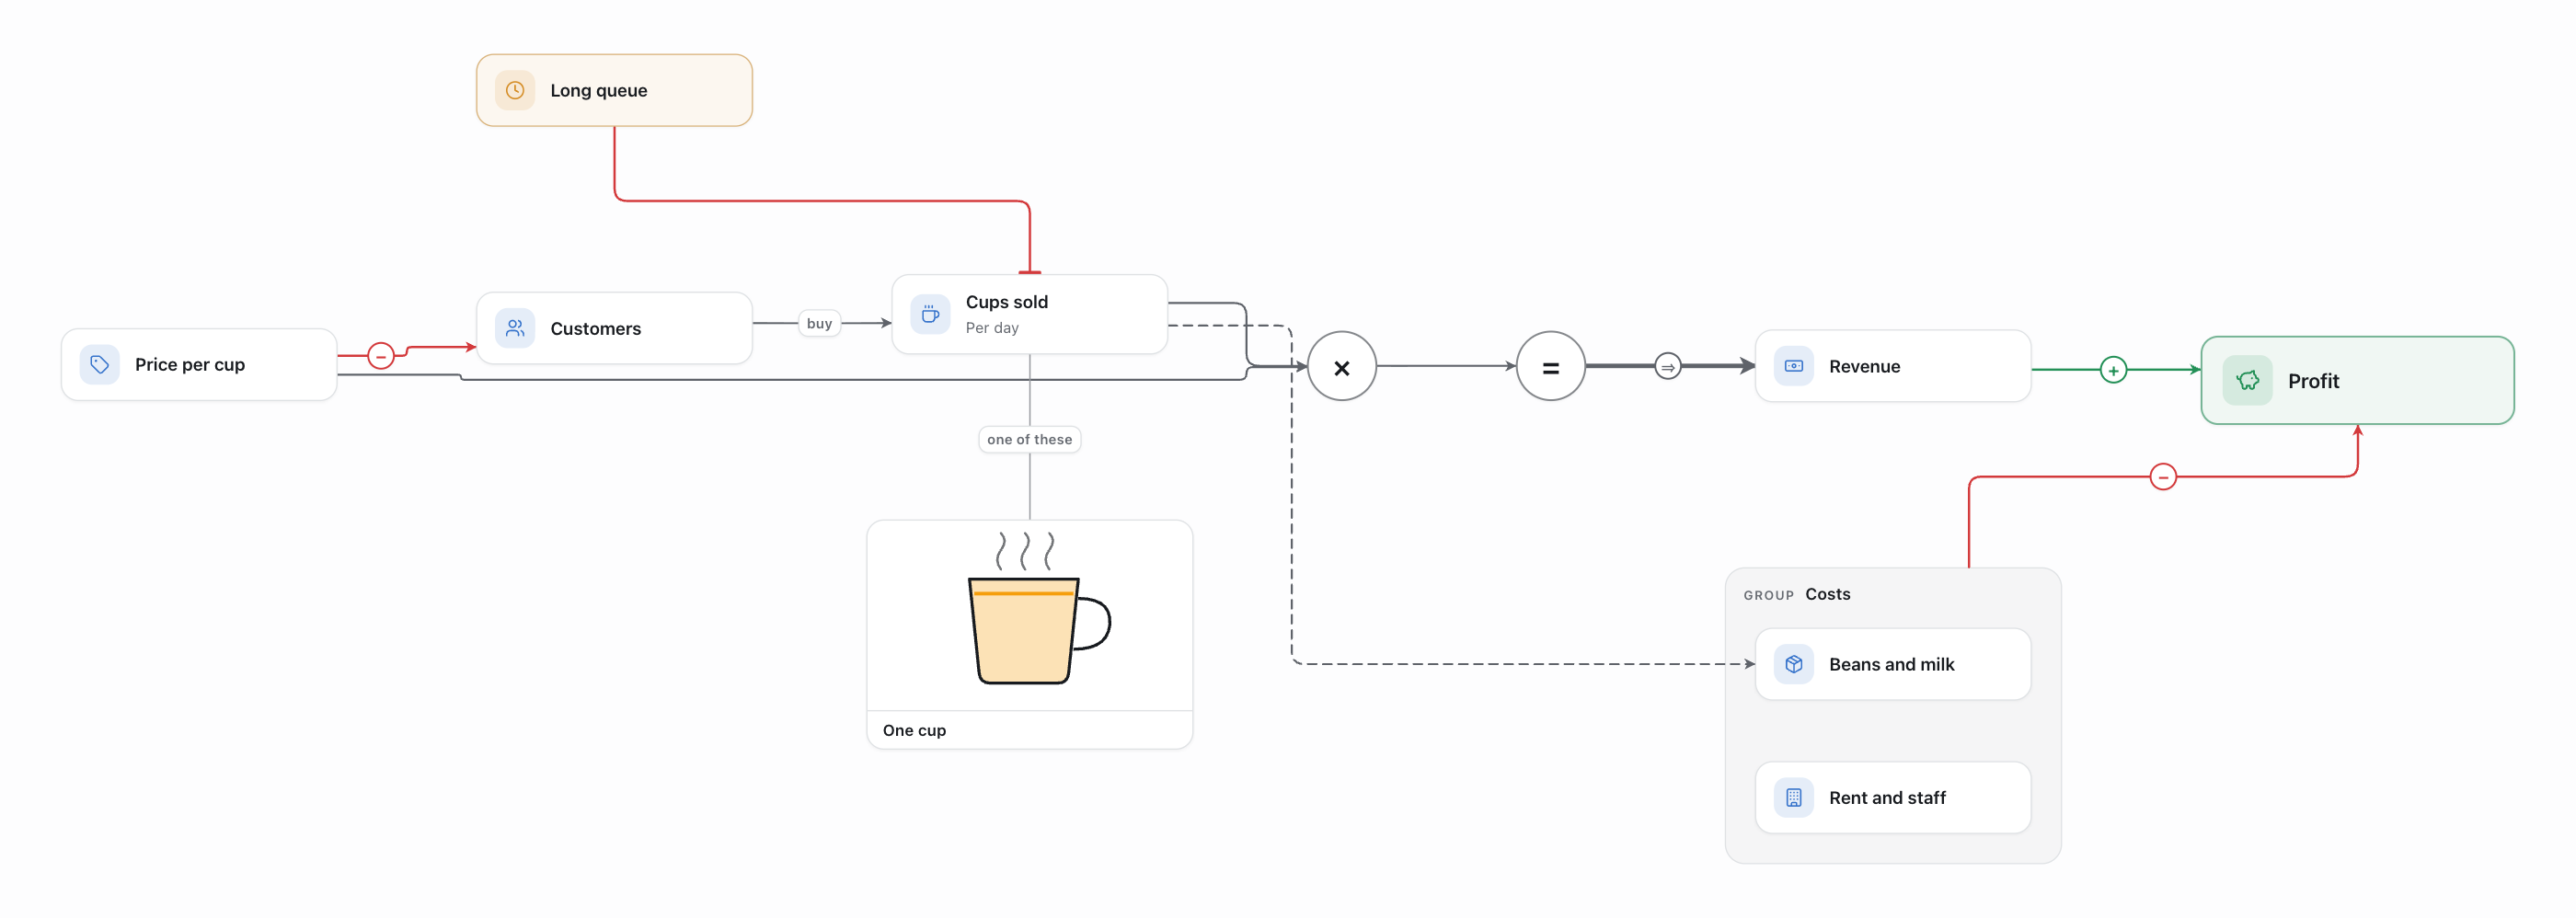 Long queue
Price per cup
−
Customers
buy
Cups sold
Per day
×
=
⇒
Revenue
+
Profit
one of these
−
One cup
GROUP Costs
Beans and milk
Rent and staff